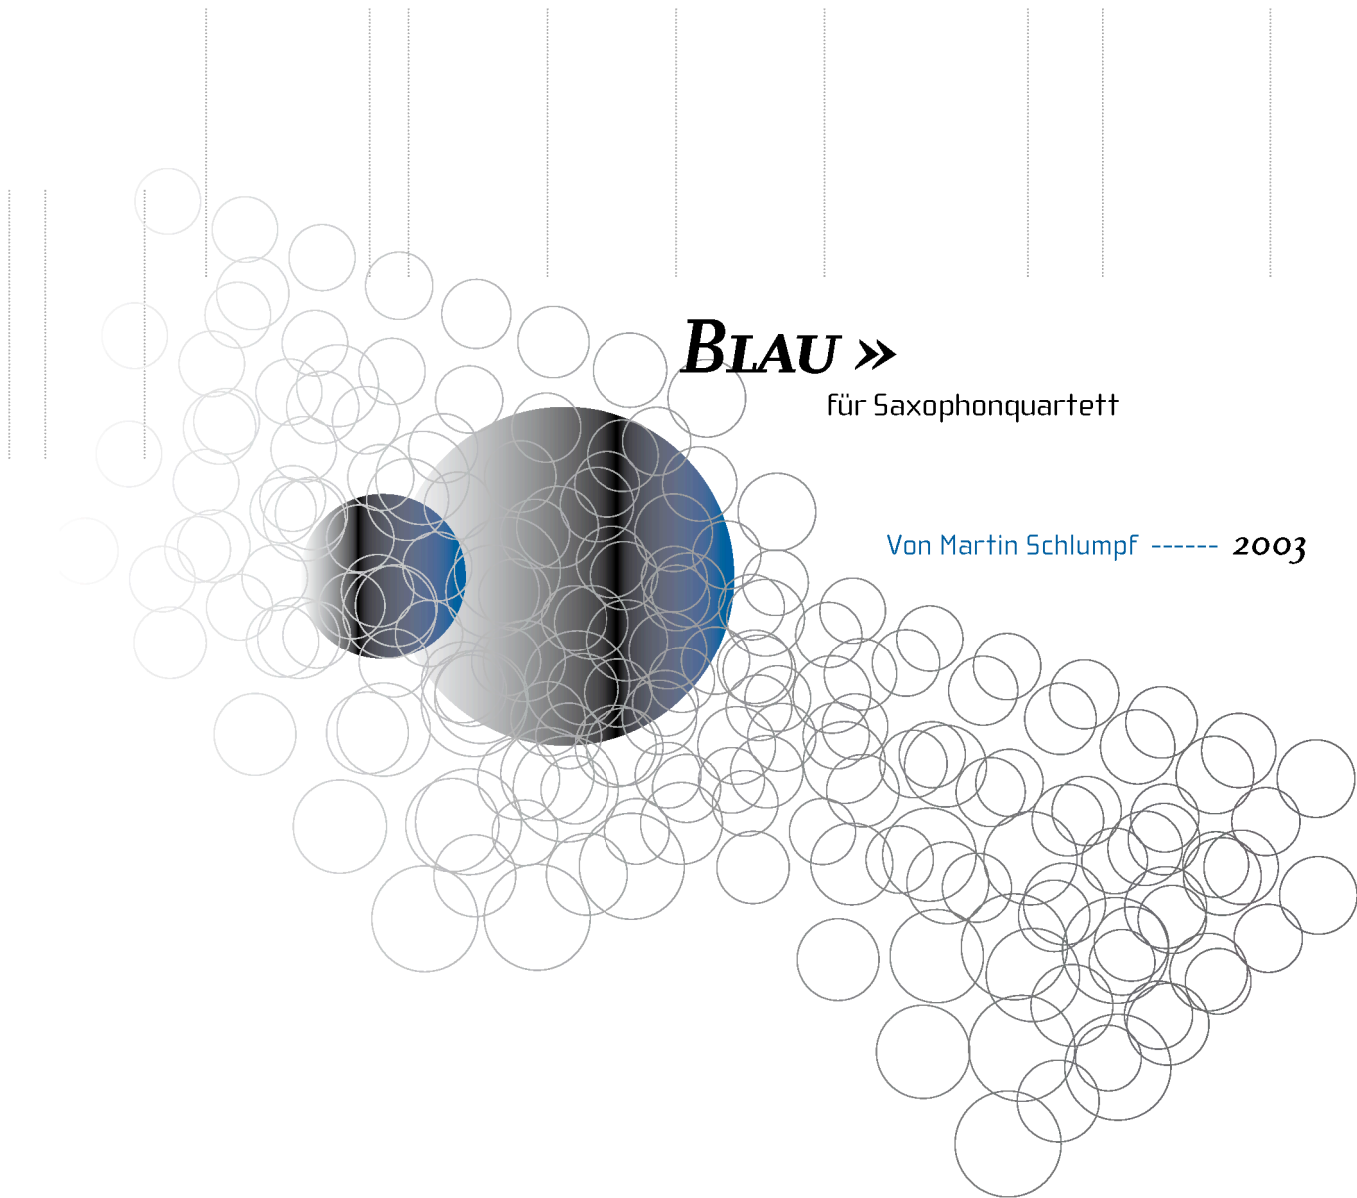 BLAU »
für Saxophonquartett
Von Martin Schlumpf ------ 2003